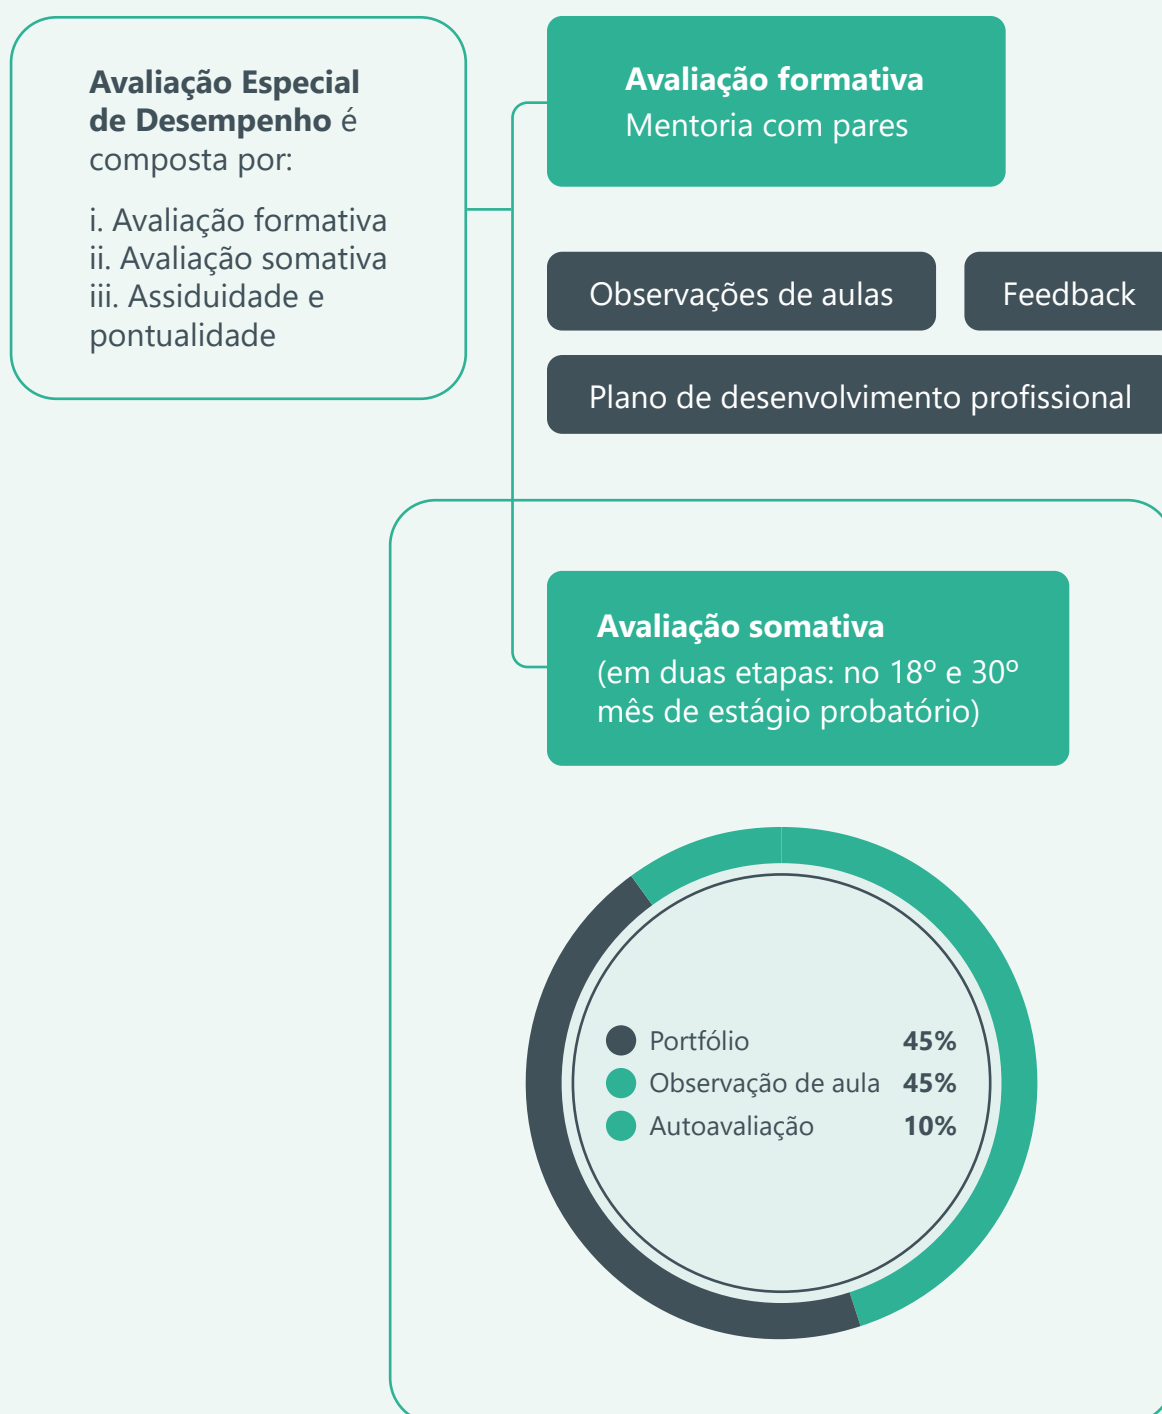 Avaliação Especial
de Desempenho é
composta por:
i. Avaliação formativa
ii. Avaliação somativa
iii. Assiduidade e
pontualidade
Avaliação formativa
Mentoria com pares
Observações de aulas
Feedback
Plano de desenvolvimento profissional
Avaliação somativa
(em duas etapas: no 18º e 30º
mês de estágio probatório)
Portfólio 45%
Observação de aula 45%
Autoavaliação 10%